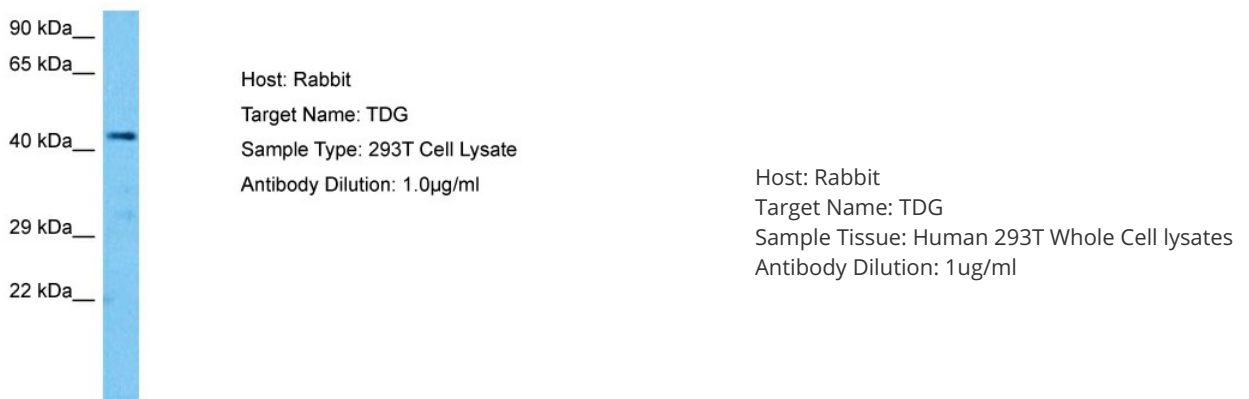 90 kDa__
65 kDa__
40 kDa__
29 kDa__
22 kDa__
Host: Rabbit
Target Name: TDG
Sample Type: 293T Cell Lysate
Antibody Dilution: 1.0µg/ml
Host: Rabbit
Target Name: TDG
Sample Tissue: Human 293T Whole Cell lysates
Antibody Dilution: 1ug/ml